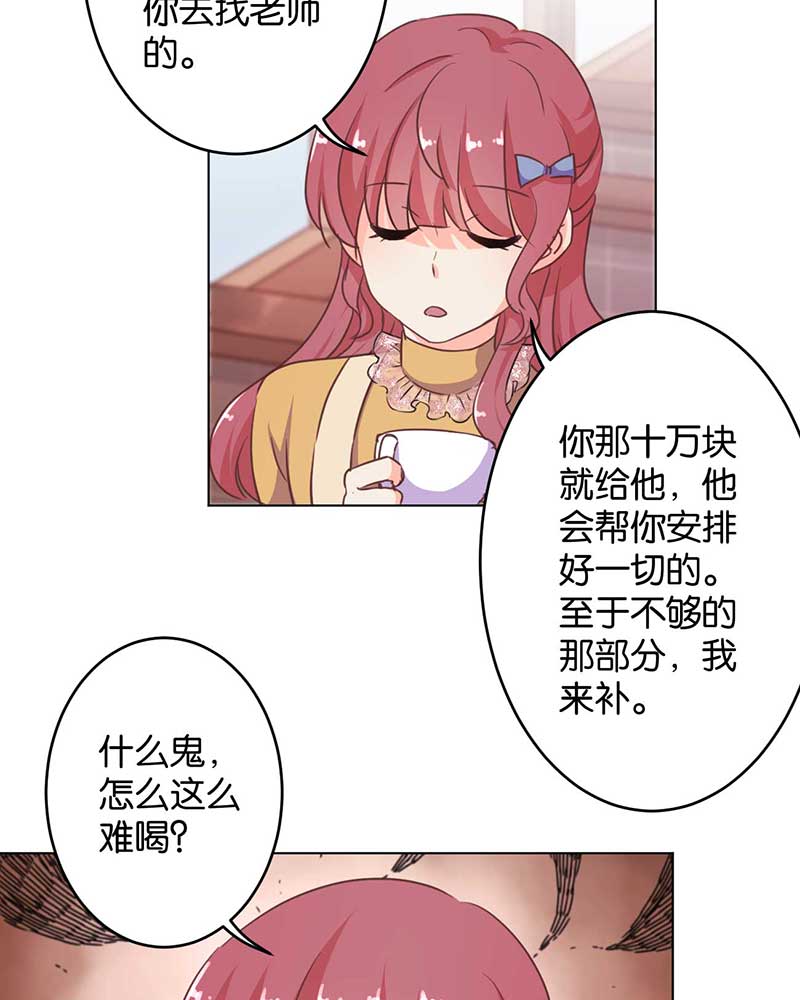 你去找老师
的。
你那十万块
就给他，他
会帮你安排
好一切的。
至于不够的
那部分，我
来补。
什么鬼，
怎么这么
难喝？